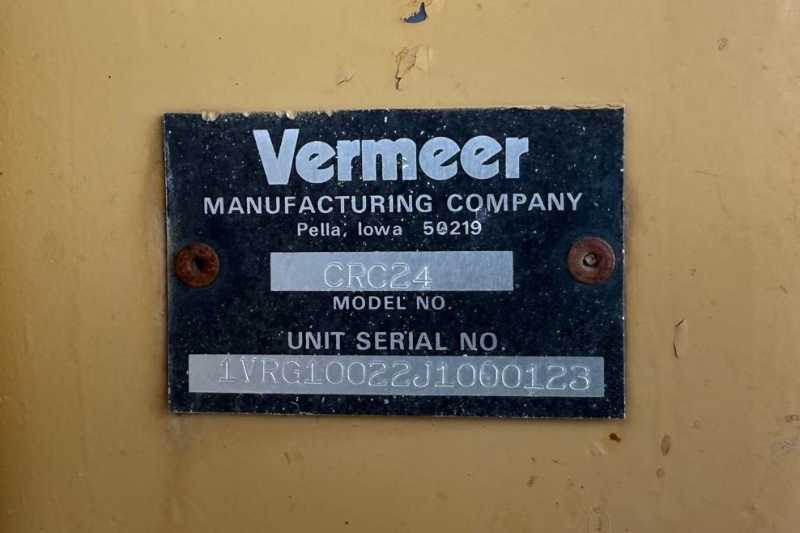 Vermeer
MANUFACTURING COMPANY
Pella, Iowa 50219
CRC24
MODEL NO.
UNIT SERIAL NO.
1VRG10022J1000123